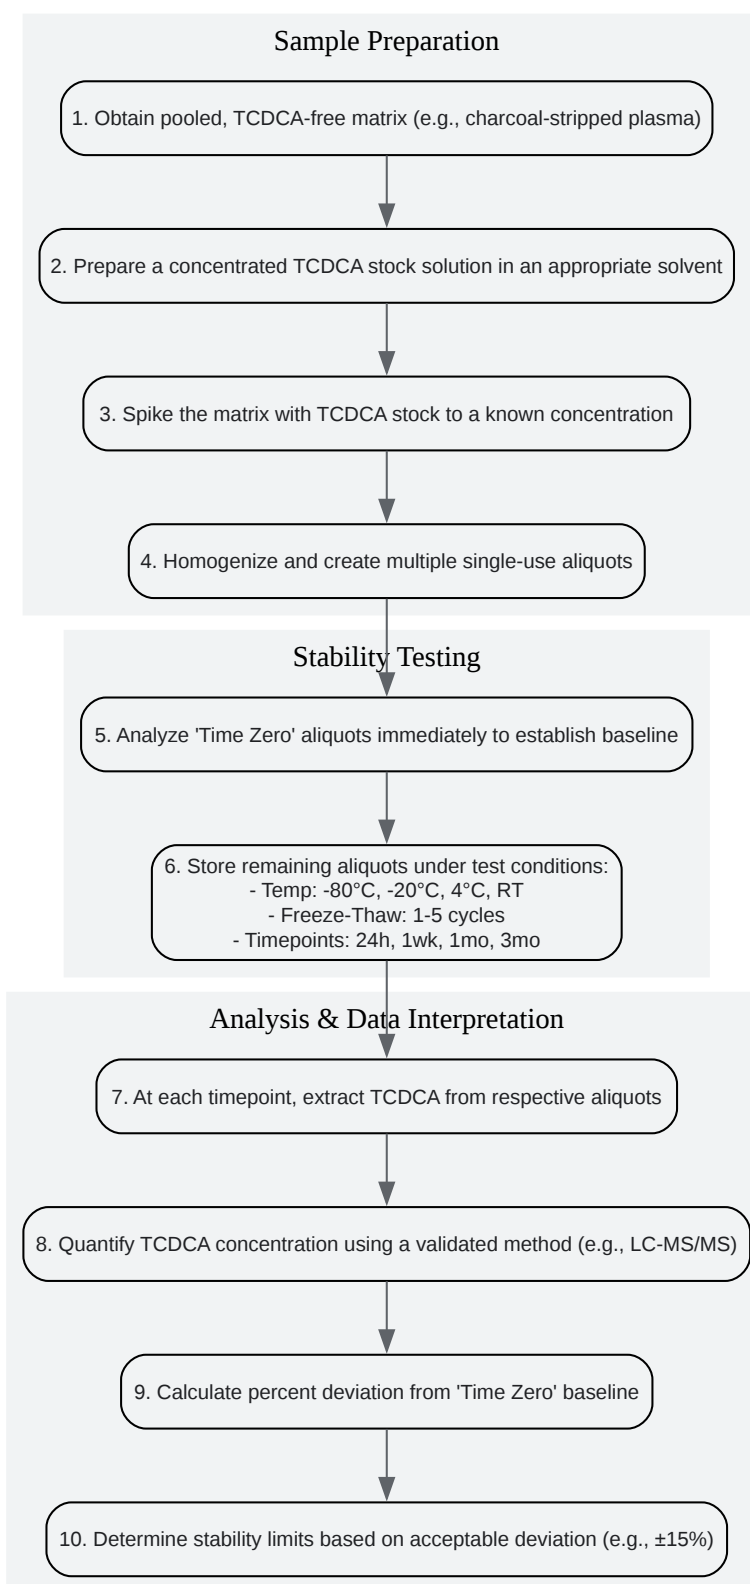 Sample Preparation
1. Obtain pooled, TCDCA-free matrix (e.g., charcoal-stripped plasma)
2. Prepare a concentrated TCDCA stock solution in an appropriate solvent
3. Spike the matrix with TCDCA stock to a known concentration
4. Homogenize and create multiple single-use aliquots
Stability Testing
5. Analyze 'Time Zero' aliquots immediately to establish baseline
6. Store remaining aliquots under test conditions:
- Temp: -80°C, -20°C, 4°C, RT
- Freeze-Thaw: 1-5 cycles
- Timepoints: 24h, 1wk, 1mo, 3mo
Analysis & Data Interpretation
7. At each timepoint, extract TCDCA from respective aliquots
8. Quantify TCDCA concentration using a validated method (e.g., LC-MS/MS)
9. Calculate percent deviation from 'Time Zero' baseline
10. Determine stability limits based on acceptable deviation (e.g., ±15%)